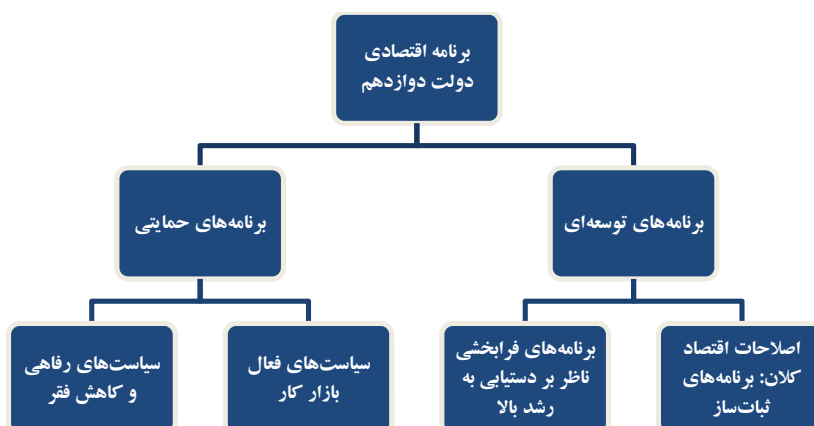 برنامه اقتصادی
دولت دوازدهم
برنامه‌های توسعه‌ای
برنامه‌های حمایتی
اصلاحات اقتصاد
کلان: برنامه‌های
ثبات‌ساز
برنامه‌های فرابخشی
ناظر بر دستیابی به
رشد بالا
سیاست‌های فعال
بازار کار
سیاست‌های رفاهی
و کاهش فقر